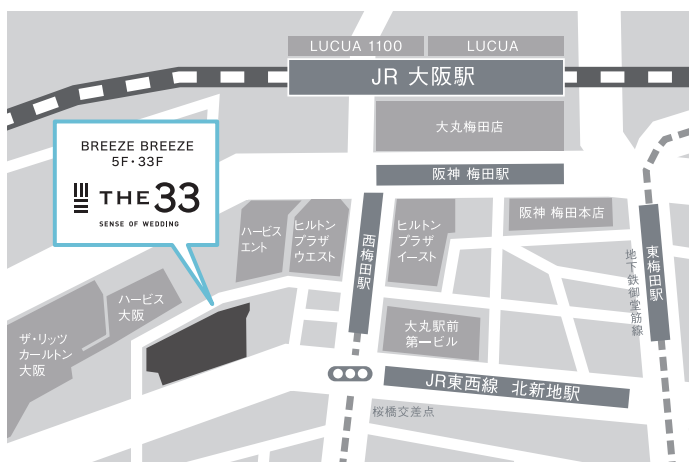 LUCUA 1100
LUCUA
JR 大阪駅
大丸梅田店
BREEZE BREEZE
5F・33F
THE 33
SENSE OF WEDDING
阪神 梅田駅
ハービス
エント
ヒルトン
プラザ
ウエスト
西梅田駅
ヒルトン
プラザ
イースト
阪神 梅田本店
東梅田駅
地下鉄御堂筋線
ハービス
大阪
ザ・リッツ
カールトン
大阪
大丸駅前
第一ビル
JR東西線 北新地駅
桜橋交差点